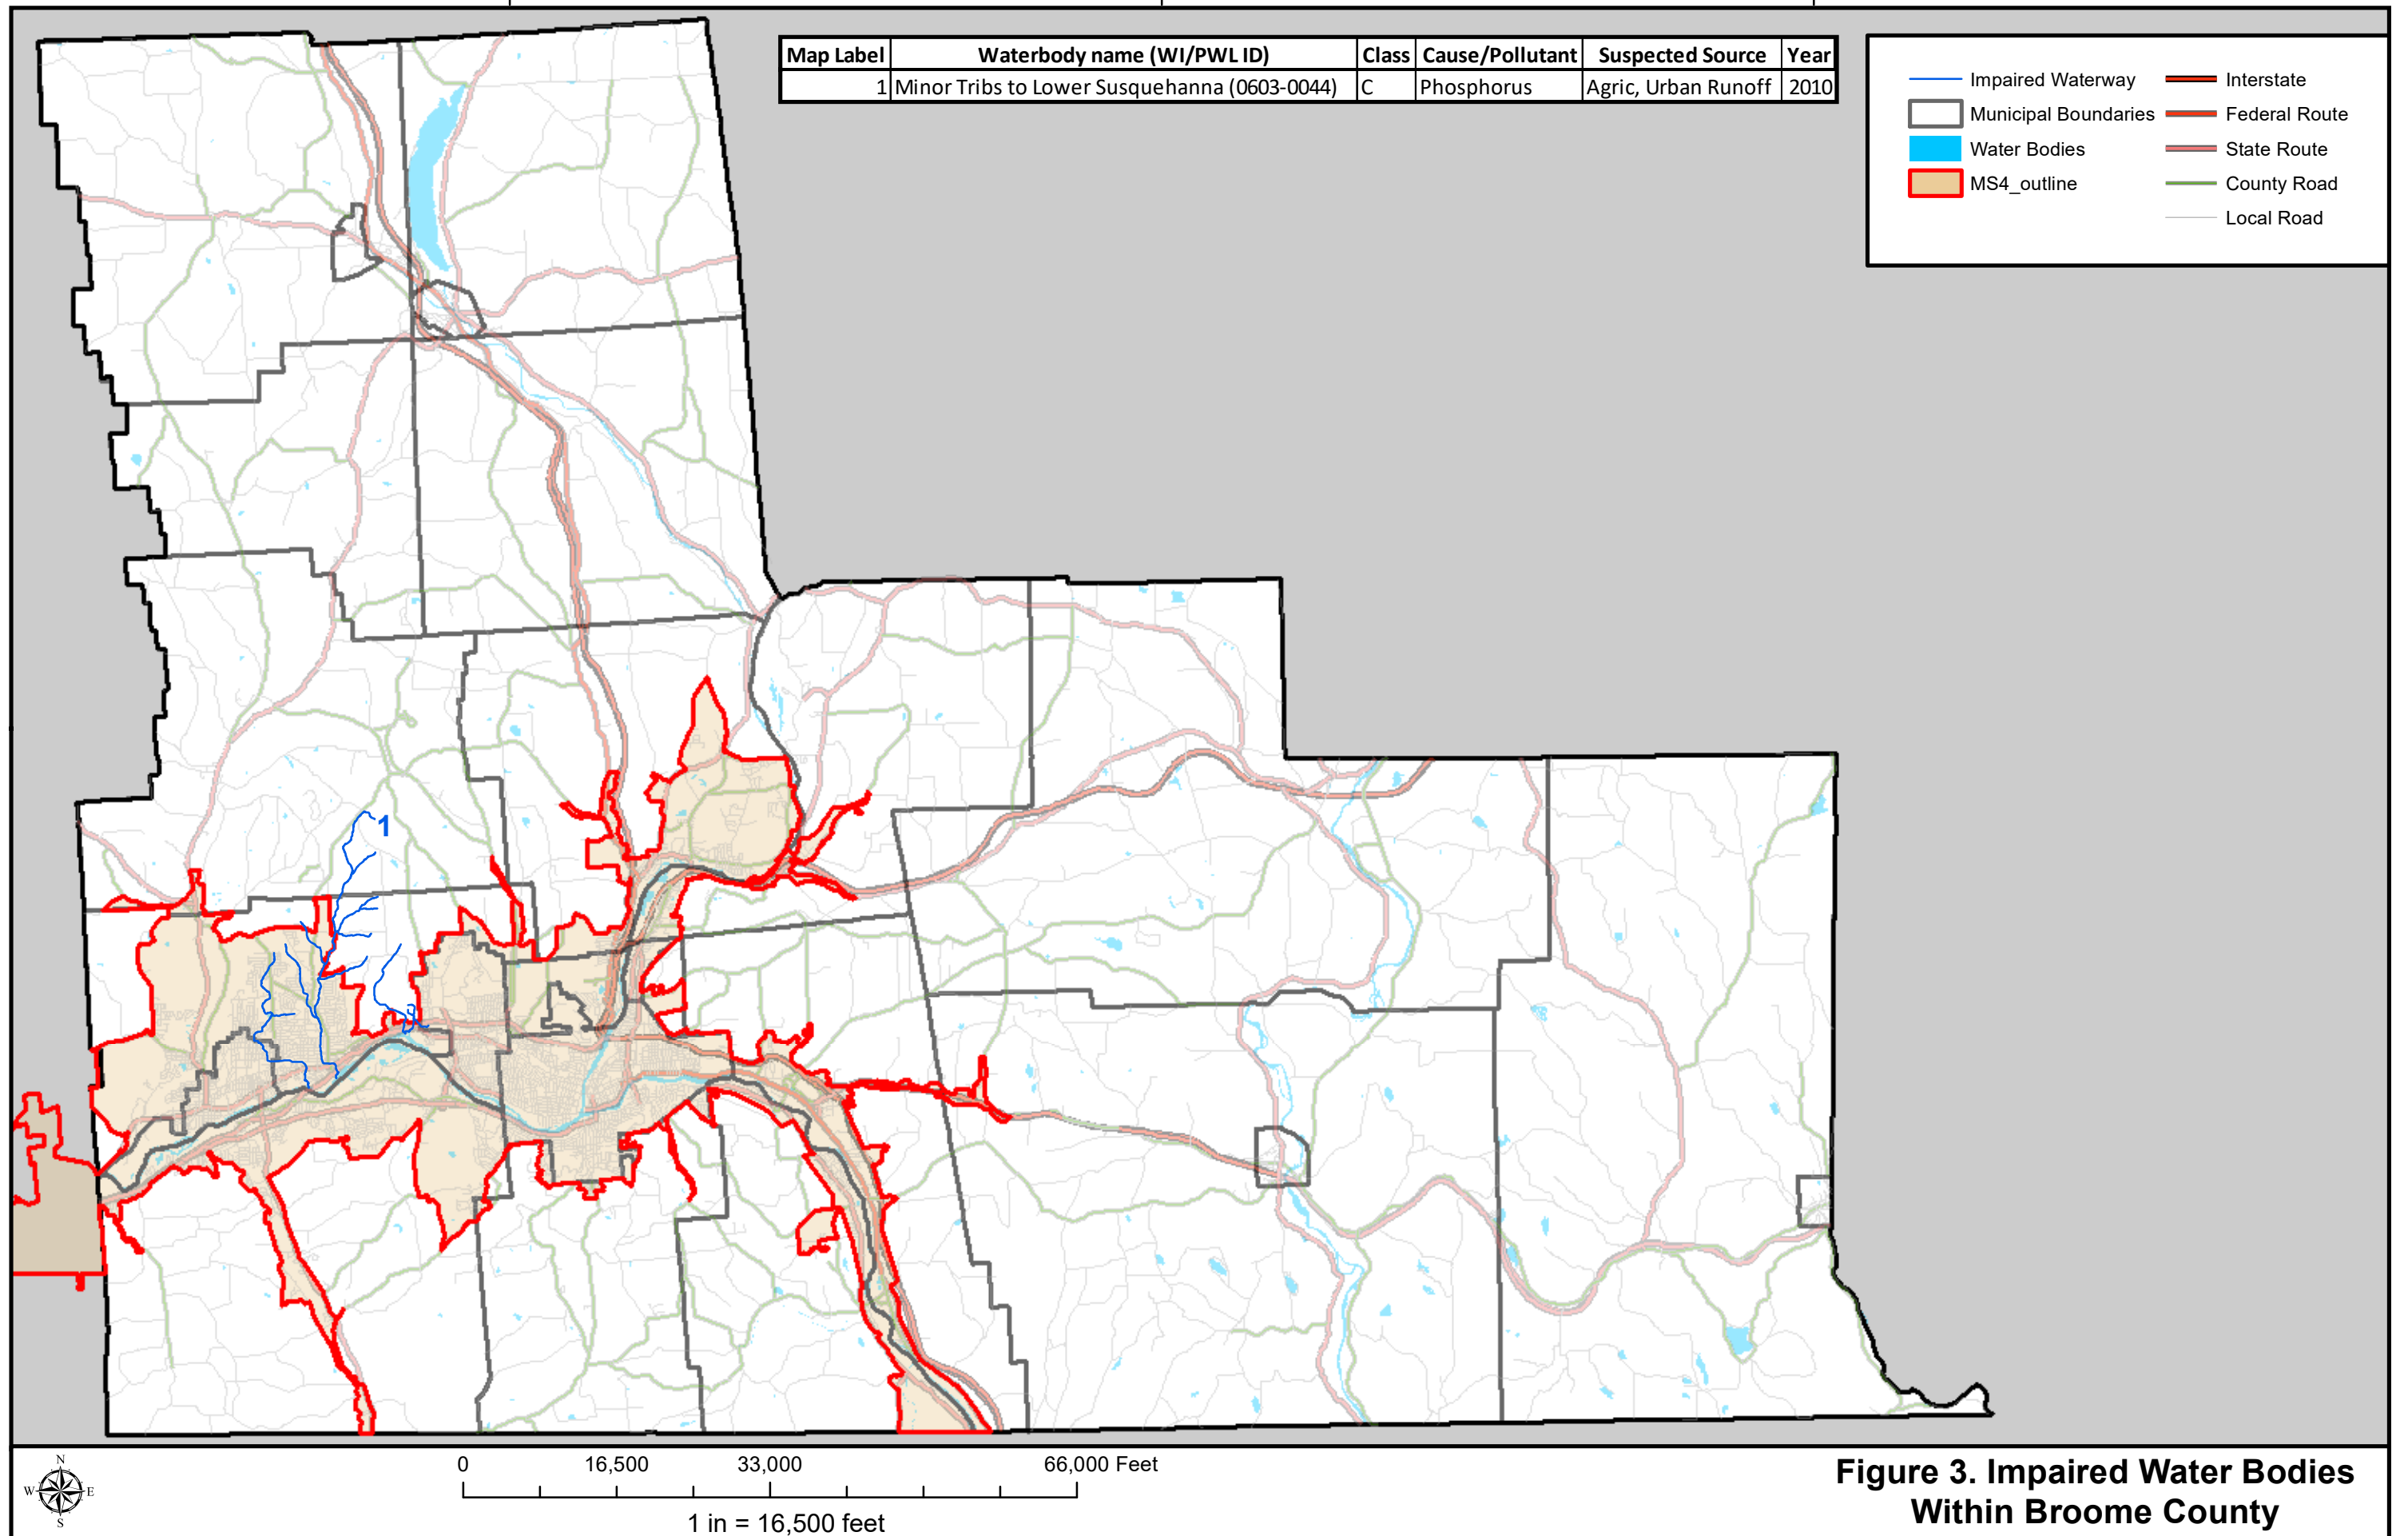 Map Label Waterbody name (WI/PWL ID) Class Cause/Pollutant Suspected Source Year
1 Minor Tribs to Lower Susquehanna (0603-0044) C Phosphorus Agric, Urban Runoff 2010
Impaired Waterway Interstate
Municipal Boundaries Federal Route
Water Bodies State Route
MS4_outline County Road
Local Road
1
N
W E
S
0 16,500 33,000 66,000 Feet
1 in = 16,500 feet
Figure 3. Impaired Water Bodies
Within Broome County